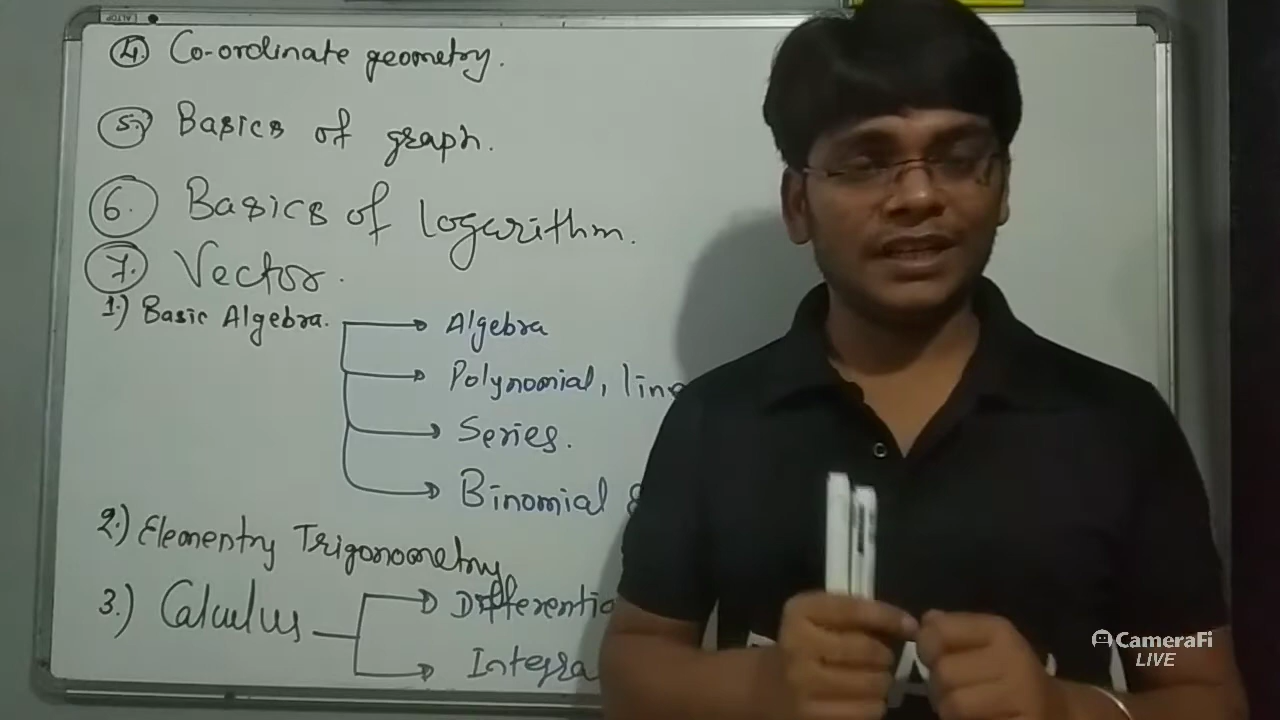 4. Co-ordinate geometry.
5. Basics of graph.
6. Basics of logarithm.
7. Vector.
1.) Basic Algebra. Algebra
Polynomial, line
Series.
Binomial
2.) Elementry Trigonometry
3.) Calculus Differentia
Integra
CameraFi
LIVE